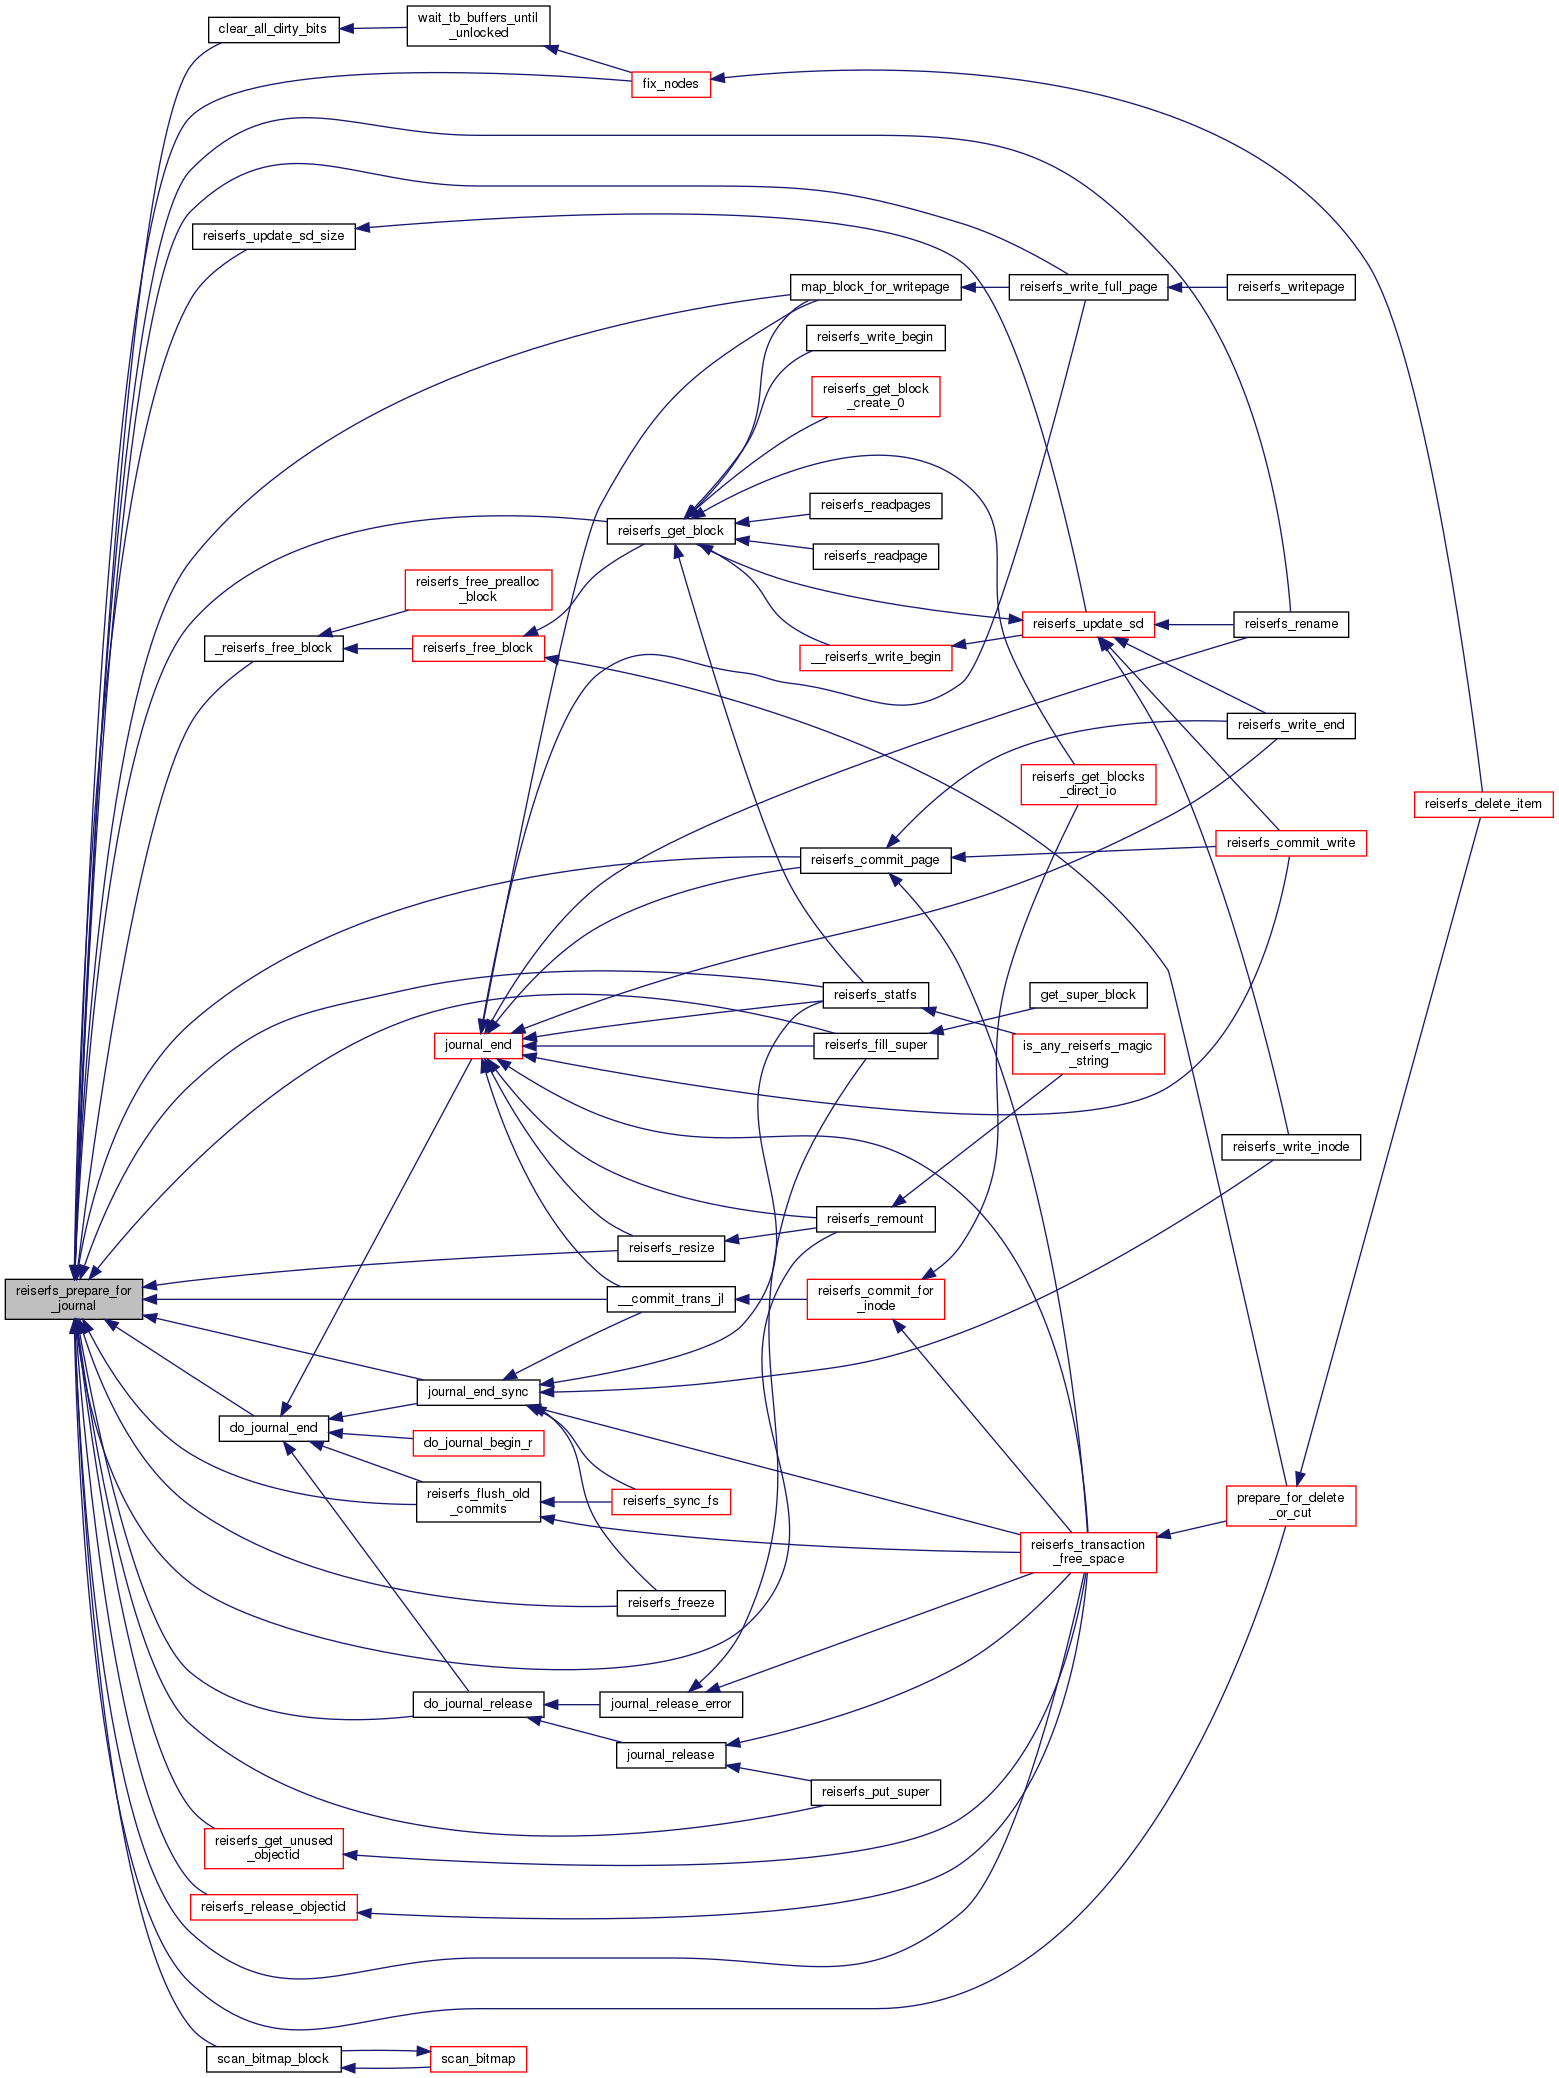 clear_all_dirty_bits
wait_tb_buffers_until
_unlocked
fix_nodes
reiserfs_update_sd_size
map_block_for_writepage
reiserfs_write_full_page
reiserfs_writepage
reiserfs_write_begin
reiserfs_get_block
_create_0
reiserfs_readpages
reiserfs_get_block
reiserfs_readpage
reiserfs_free_prealloc
_block
_reiserfs_free_block
reiserfs_free_block
__reiserfs_write_begin
reiserfs_update_sd
reiserfs_rename
reiserfs_write_end
reiserfs_get_blocks
_direct_io
reiserfs_delete_item
reiserfs_commit_write
reiserfs_commit_page
reiserfs_statfs
get_super_block
journal_end
reiserfs_fill_super
is_any_reiserfs_magic
_string
reiserfs_write_inode
reiserfs_remount
reiserfs_resize
reiserfs_prepare_for
_journal
__commit_trans_jl
reiserfs_commit_for
_inode
journal_end_sync
do_journal_end
do_journal_begin_r
reiserfs_flush_old
_commits
reiserfs_sync_fs
prepare_for_delete
_or_cut
reiserfs_transaction
_free_space
reiserfs_freeze
do_journal_release
journal_release_error
journal_release
reiserfs_put_super
reiserfs_get_unused
_objectid
reiserfs_release_objectid
scan_bitmap_block
scan_bitmap